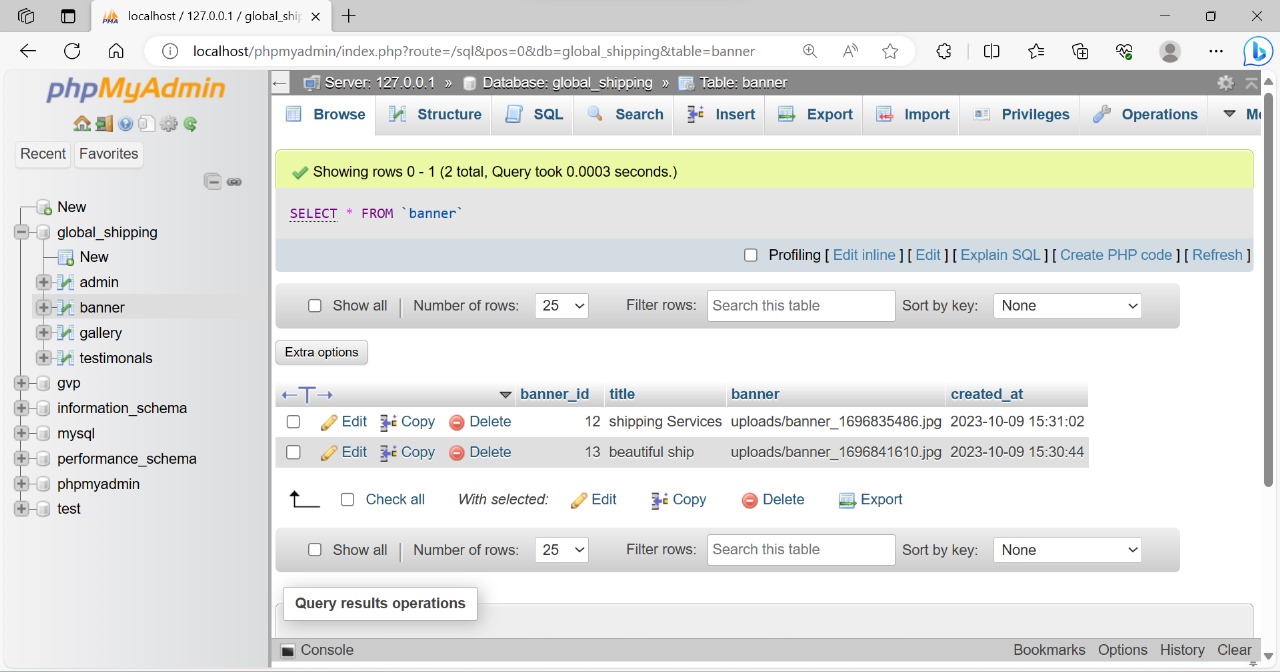 localhost / 127.0.0.1 / global_ship
localhost/phpmyadmin/index.php?route=/sql&pos=0&db=global_shipping&table=banner
phpMyAdmin
Recent Favorites
New
global_shipping
New
admin
banner
gallery
testimonals
gvp
information_schema
mysql
performance_schema
phpmyadmin
test
Server: 127.0.0.1 » Database: global_shipping » Table: banner
Browse Structure SQL Search Insert Export Import Privileges Operations
Showing rows 0 - 1 (2 total, Query took 0.0003 seconds.)
SELECT * FROM `banner`
Profiling [ Edit inline ] [ Edit ] [ Explain SQL ] [ Create PHP code ] [ Refresh ]
Show all | Number of rows: 25 Filter rows: Search this table Sort by key: None
Extra options
banner_id title banner created_at
Edit Copy Delete 12 shipping Services uploads/banner_1696835486.jpg 2023-10-09 15:31:02
Edit Copy Delete 13 beautiful ship uploads/banner_1696841610.jpg 2023-10-09 15:30:44
Check all With selected: Edit Copy Delete Export
Show all | Number of rows: 25 Filter rows: Search this table Sort by key: None
Query results operations
Console Bookmarks Options History Clear